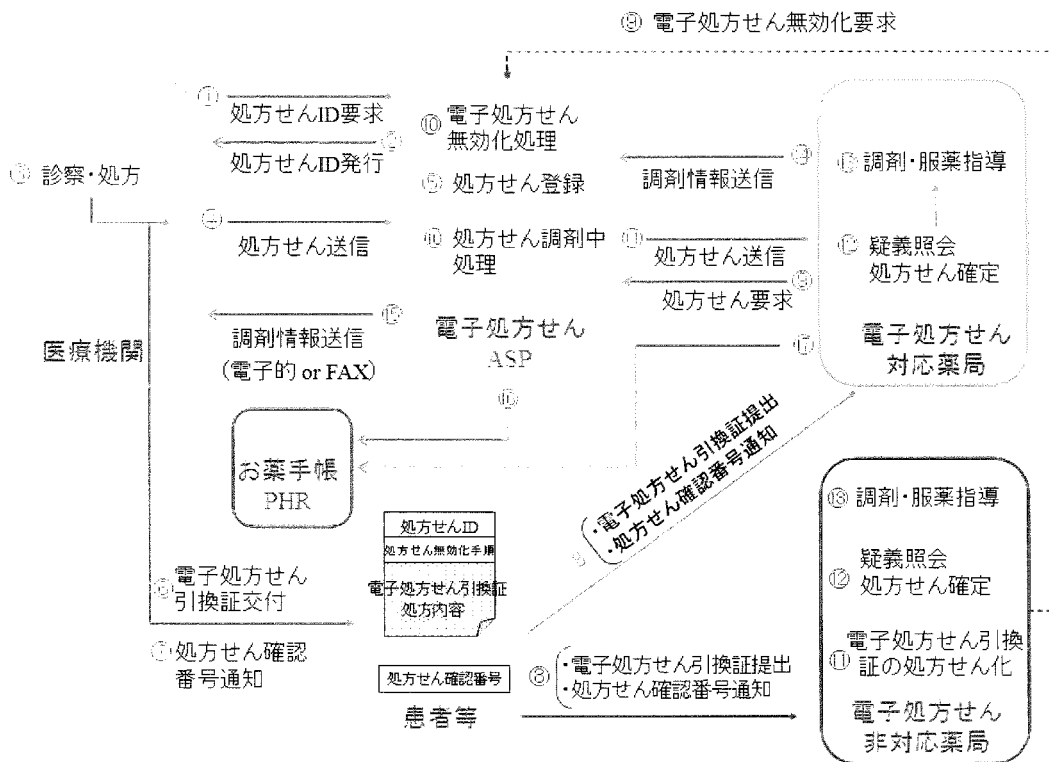 ⑨ 電子処方せん無効化要求
①
処方せんID要求
②
処方せんID発行
③ 診察・処方
④
処方せん送信
⑩ 電子処方せん
無効化処理
⑤ 処方せん登録
⑩ 処方せん調剤中
処理
⑭
調剤情報送信
⑪
処方せん送信
⑨
処方せん要求
⑬ 調剤・服薬指導
⑫ 疑義照会
処方せん確定
電子処方せん
対応薬局
⑮
調剤情報送信
(電子的 or FAX)
医療機関
電子処方せん
ASP
⑯
⑰
お薬手帳
PHR
・電子処方せん引換証提出
・処方せん確認番号通知
⑧
処方せんID
処方せん無効化手順
電子処方せん引換証
処方内容
⑥ 電子処方せん
引換証交付
⑦ 処方せん確認
番号通知
処方せん確認番号
患者等
⑧
・電子処方せん引換証提出
・処方せん確認番号通知
⑬ 調剤・服薬指導
⑫ 疑義照会
処方せん確定
⑪ 電子処方せん引換
証の処方せん化
電子処方せん
非対応薬局